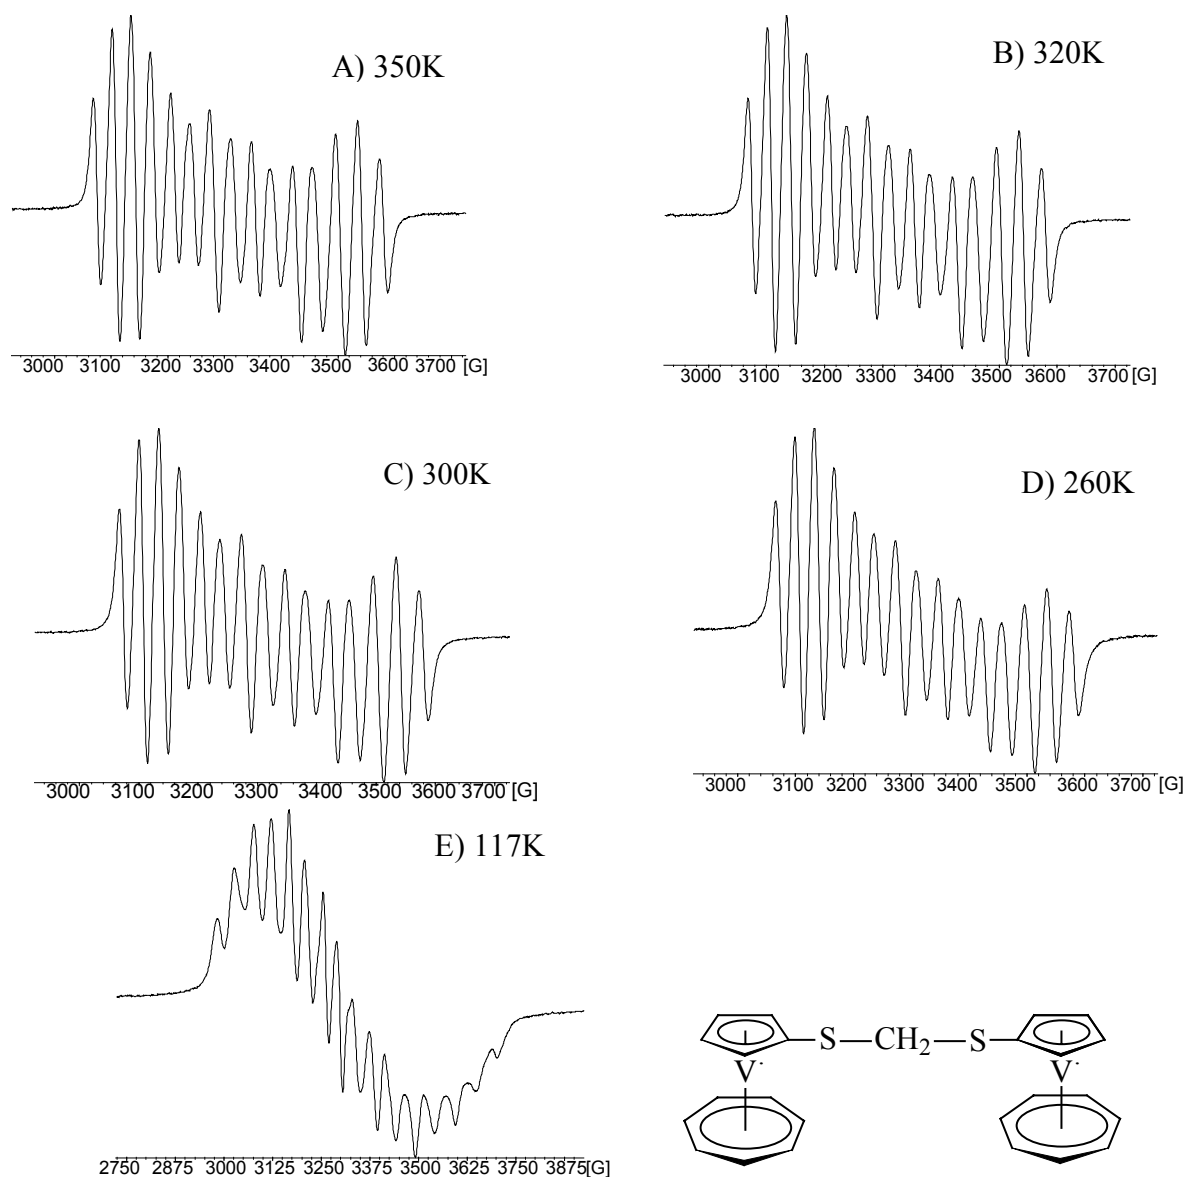 A) 350K
3000 3100 3200 3300 3400 3500 3600 3700 [G]
B) 320K
3000 3100 3200 3300 3400 3500 3600 3700 [G]
C) 300K
3000 3100 3200 3300 3400 3500 3600 3700 [G]
D) 260K
3000 3100 3200 3300 3400 3500 3600 3700 [G]
E) 117K
2750 2875 3000 3125 3250 3375 3500 3625 3750 3875 [G]
S—CH₂—S
V· V·